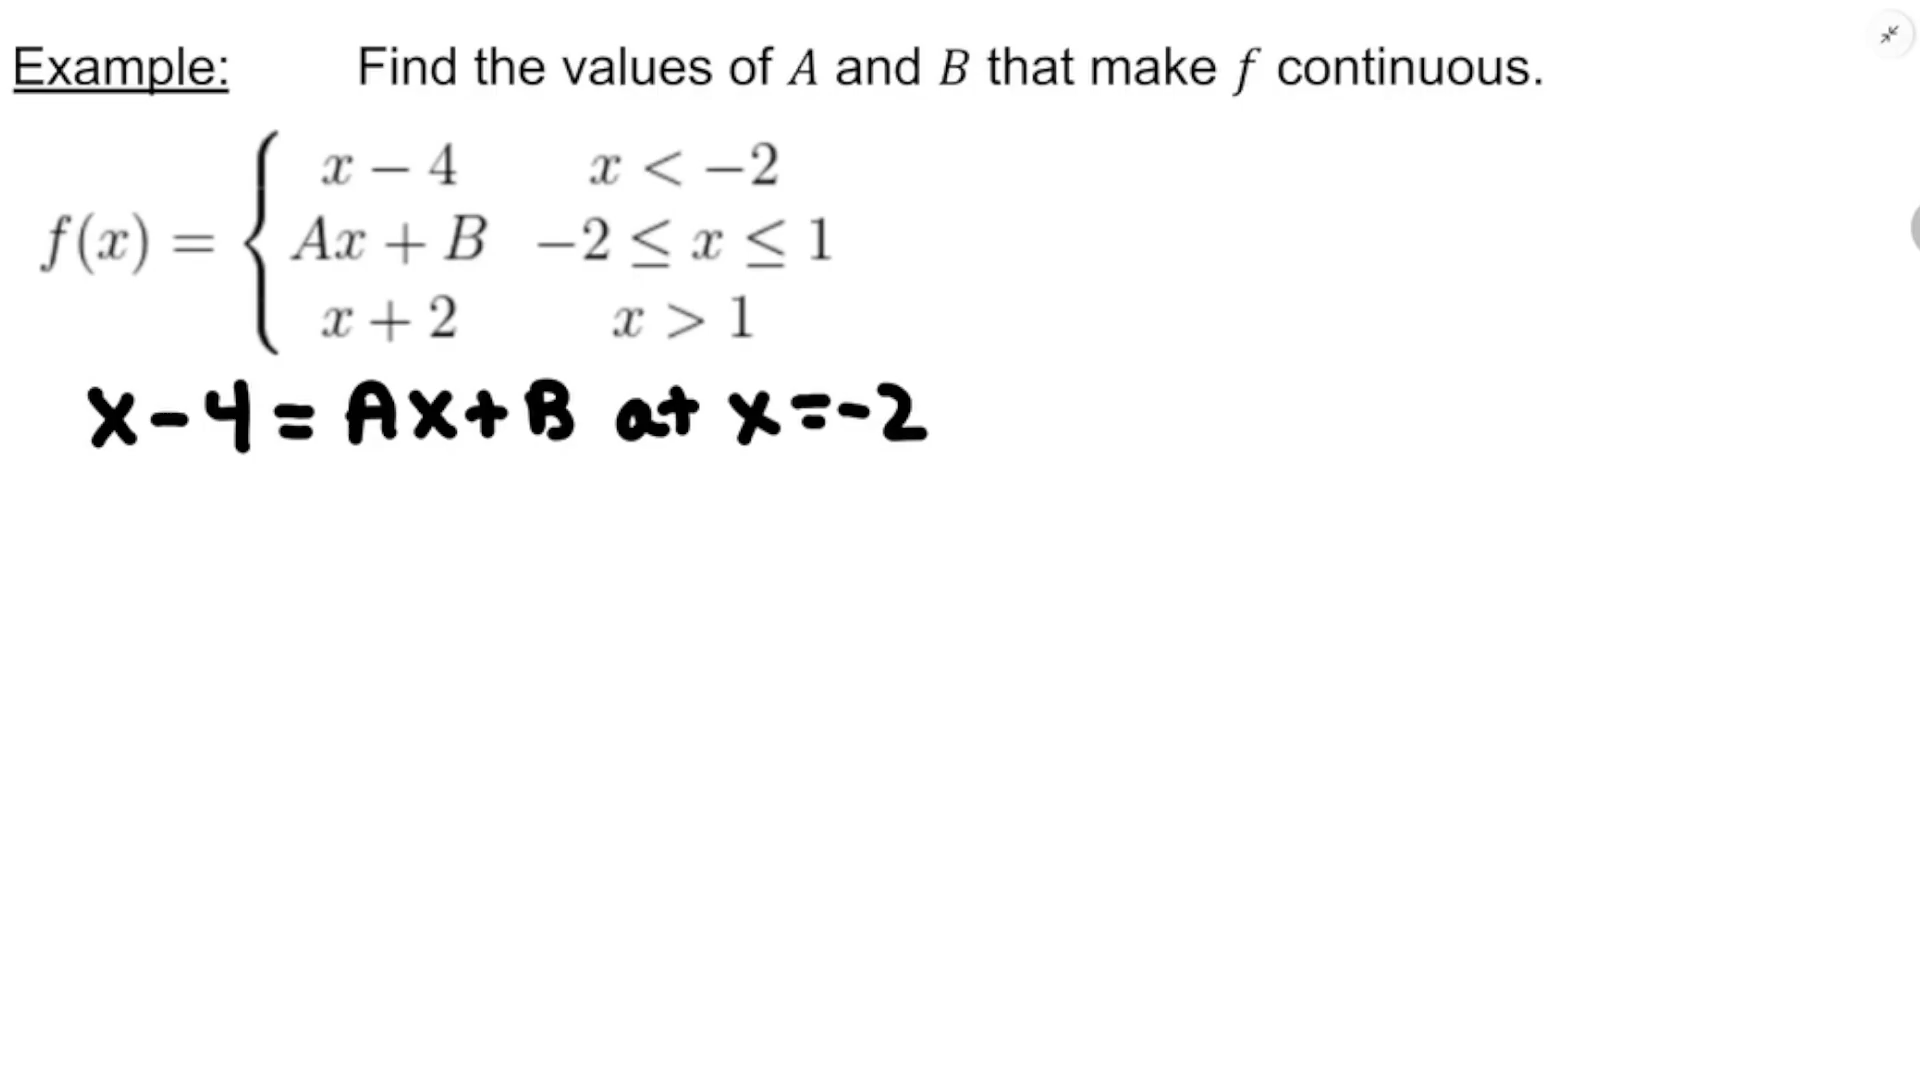 Example: Find the values of A and B that make f continuous.
x − 4 x < −2
f(x) = { Ax + B −2 ≤ x ≤ 1
x + 2 x > 1
x-4 = Ax+B at x=-2